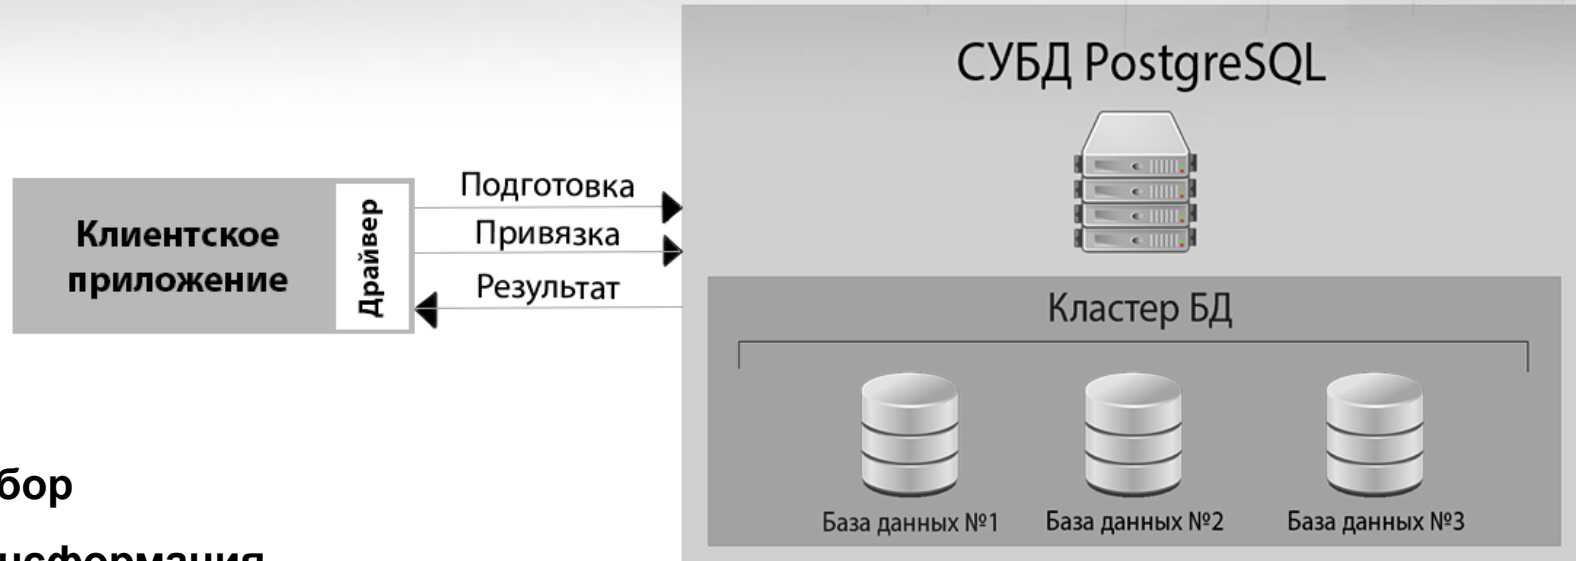 СУБД PostgreSQL
Клиентское
приложение
Драйвер
Подготовка
Привязка
Результат
Кластер БД
База данных №1
База данных №2
База данных №3
бор
нсформация